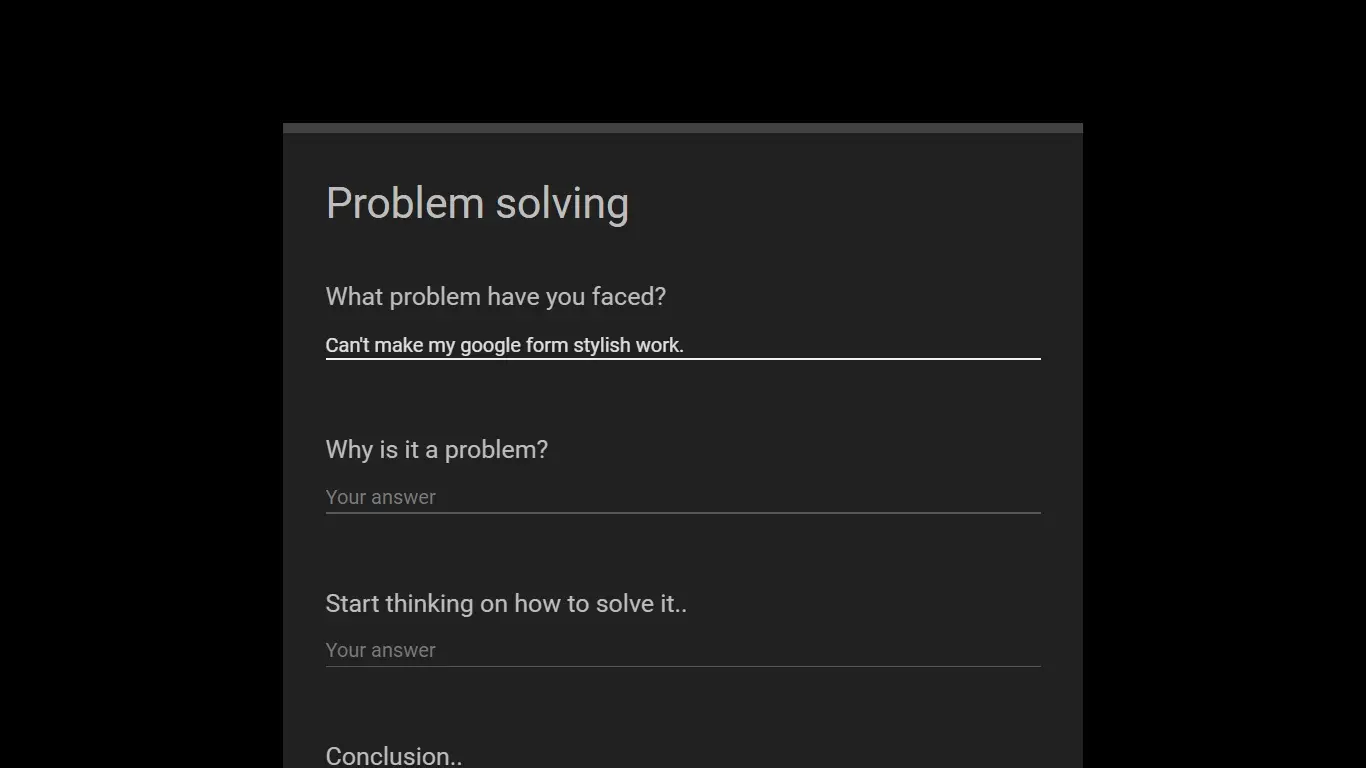 Problem solving
What problem have you faced?
Can't make my google form stylish work.
Why is it a problem?
Your answer
Start thinking on how to solve it..
Your answer
Conclusion..